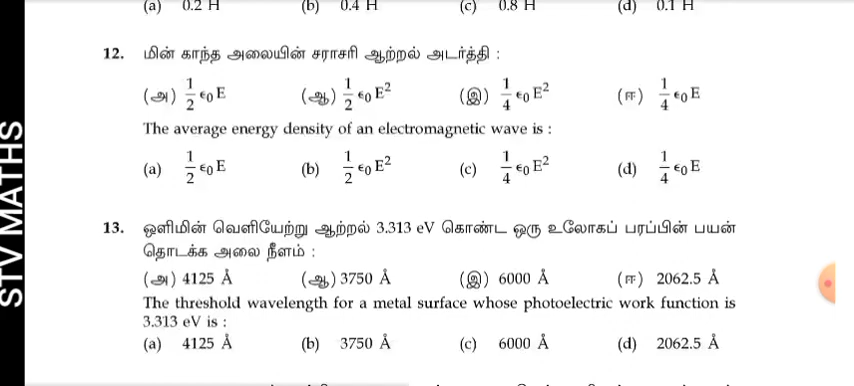 (a) 0.2 H (b) 0.4 H (c) 0.8 H (d) 0.1 H
12. மின் காந்த அலையின் சராசரி ஆற்றல் அடர்த்தி :
(அ) 1/2 ϵ₀ E (ஆ) 1/2 ϵ₀ E² (இ) 1/4 ϵ₀ E² (ஈ) 1/4 ϵ₀ E
The average energy density of an electromagnetic wave is :
(a) 1/2 ϵ₀ E (b) 1/2 ϵ₀ E² (c) 1/4 ϵ₀ E² (d) 1/4 ϵ₀ E
13. ஒளிமின் வெளியேற்று ஆற்றல் 3.313 eV கொண்ட ஒரு உலோகப் பரப்பின் பயன்
தொடக்க அலை நீளம் :
(அ) 4125 Å (ஆ) 3750 Å (இ) 6000 Å (ஈ) 2062.5 Å
The threshold wavelength for a metal surface whose photoelectric work function is
3.313 eV is :
(a) 4125 Å (b) 3750 Å (c) 6000 Å (d) 2062.5 Å
STV MATHS